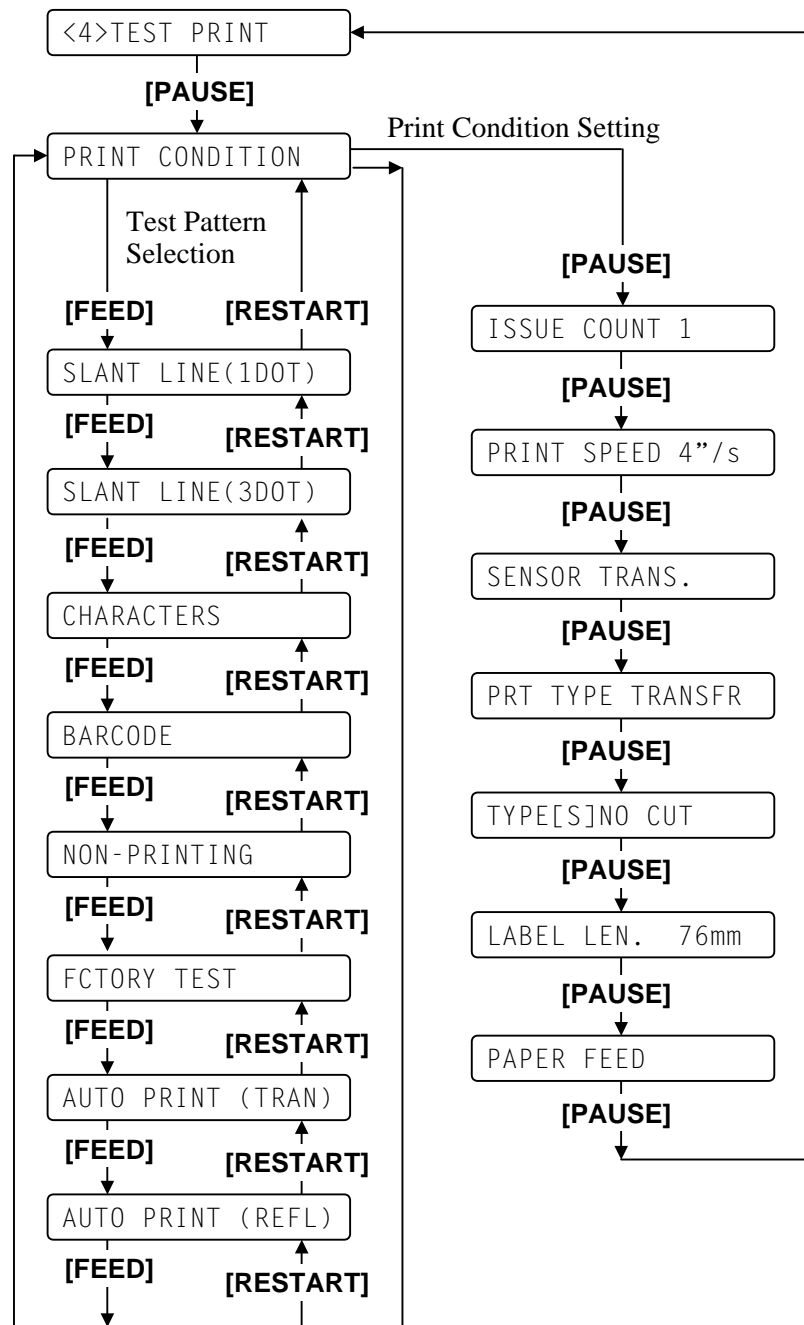 <4>TEST PRINT
[PAUSE]
PRINT CONDITION
Print Condition Setting
Test Pattern
Selection
[FEED] [RESTART]
SLANT LINE(1DOT)
[FEED] [RESTART]
SLANT LINE(3DOT)
[FEED] [RESTART]
CHARACTERS
[FEED] [RESTART]
BARCODE
[FEED] [RESTART]
NON-PRINTING
[FEED] [RESTART]
FCTORY TEST
[FEED] [RESTART]
AUTO PRINT (TRAN)
[FEED] [RESTART]
AUTO PRINT (REFL)
[FEED] [RESTART]
[PAUSE]
ISSUE COUNT 1
[PAUSE]
PRINT SPEED 4”/s
[PAUSE]
SENSOR TRANS.
[PAUSE]
PRT TYPE TRANSFR
[PAUSE]
TYPE[S]NO CUT
[PAUSE]
LABEL LEN. 76mm
[PAUSE]
PAPER FEED
[PAUSE]